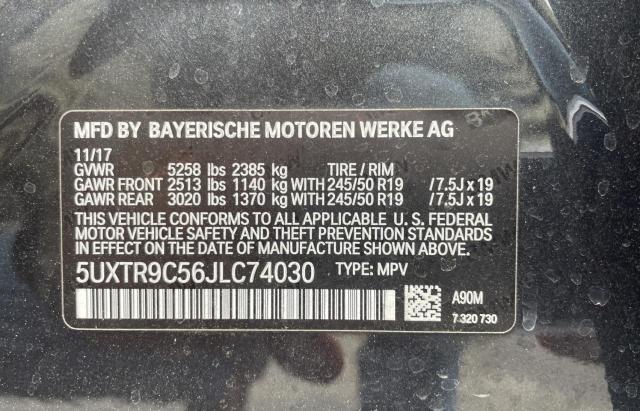 MFD BY BAYERISCHE MOTOREN WERKE AG
11/17
GVWR 5258 lbs 2385 kg TIRE / RIM
GAWR FRONT 2513 lbs 1140 kg WITH 245/50 R19 /7.5J x 19
GAWR REAR 3020 lbs 1370 kg WITH 245/50 R19 /7.5J x 19
THIS VEHICLE CONFORMS TO ALL APPLICABLE U. S. FEDERAL
MOTOR VEHICLE SAFETY AND THEFT PREVENTION STANDARDS
IN EFFECT ON THE DATE OF MANUFACTURE SHOWN ABOVE.
5UXTR9C56JLC74030 TYPE: MPV
A90M
7 320 730